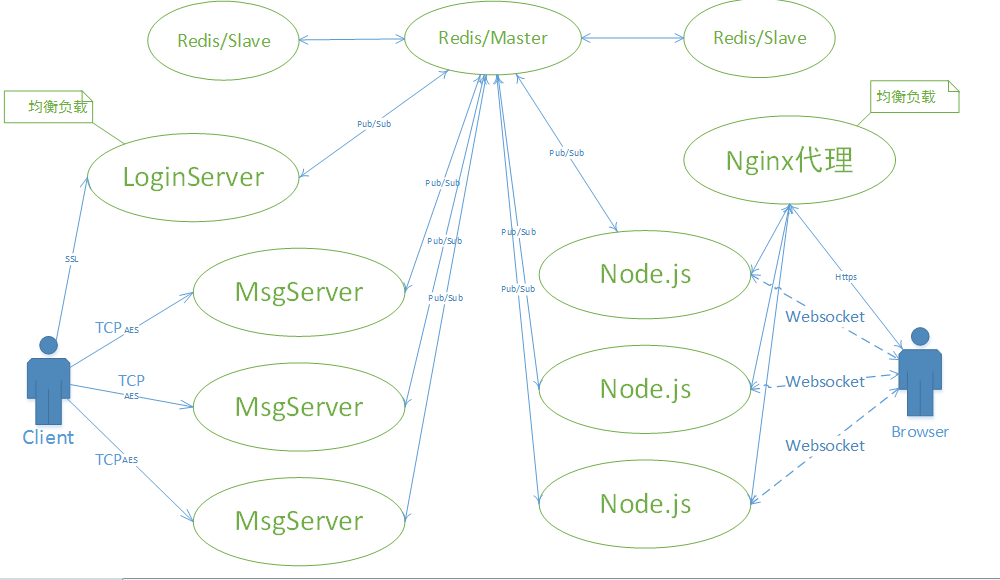 Redis/Slave
Redis/Master
Redis/Slave
均衡负载
均衡负载
Pub/Sub
LoginServer
Pub/Sub
Nginx代理
Pub/Sub
Pub/Sub
Pub/Sub
SSL
MsgServer
Node.js
Https
Pub/Sub
Pub/Sub
Websocket
TCP AES
TCP
AES
MsgServer
Node.js
Websocket
Client
Browser
Websocket
TCP AES
MsgServer
Node.js